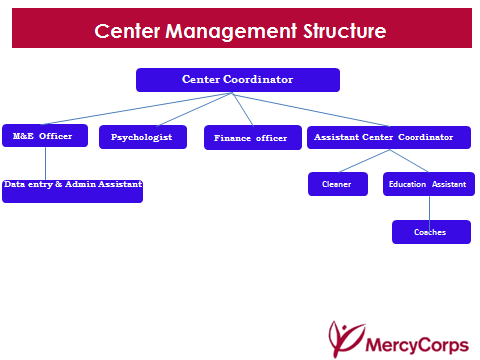 Center Management Structure
Center Coordinator
M&E Officer
Psychologist
Finance officer
Assistant Center Coordinator
Data entry & Admin Assistant
Cleaner
Education Assistant
Coaches
MercyCorps